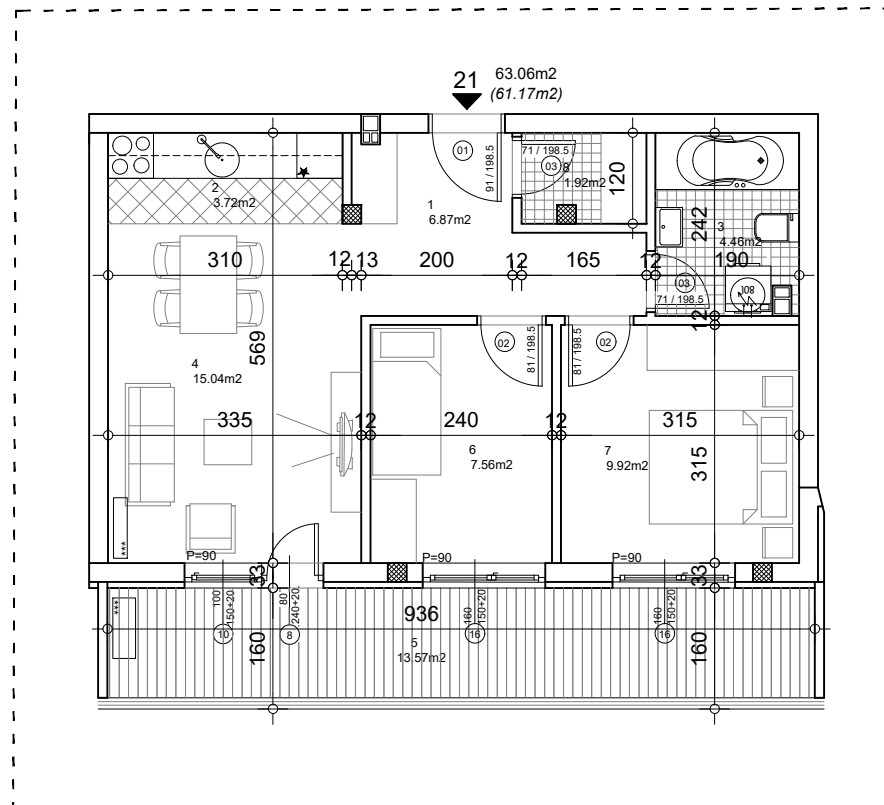 21
63.06m2
(61.17m2)
01
91 / 198.5
71 / 198.5
03
8
1.92m2
120
2
3.72m2
1
6.87m2
242
3
4.46m2
310
12
13
200
12
165
12
190
03
71 / 198.5
108
12
569
4
15.04m2
02
81 / 198.5
02
81 / 198.5
335
12
240
12
315
6
7.56m2
7
9.92m2
315
***
P=90
P=90
P=90
33
33
***
100
150+20
80
240+20
936
160
150+20
160
150+20
10
8
16
16
5
13.57m2
160
160